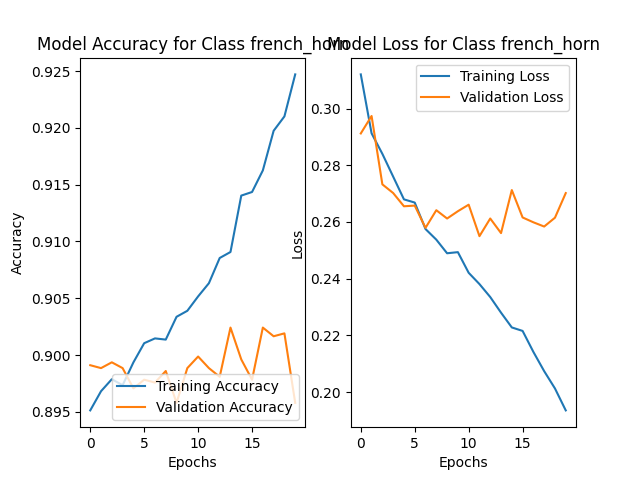 Model Accuracy for Class french_horn
0.925
0.920
0.915
0.910
0.905
0.900
0.895
Accuracy
0
5
10
15
Epochs
Training Accuracy
Validation Accuracy
Model Loss for Class french_horn
0.30
0.28
0.26
0.24
0.22
0.20
Loss
0
5
10
15
Epochs
Training Loss
Validation Loss